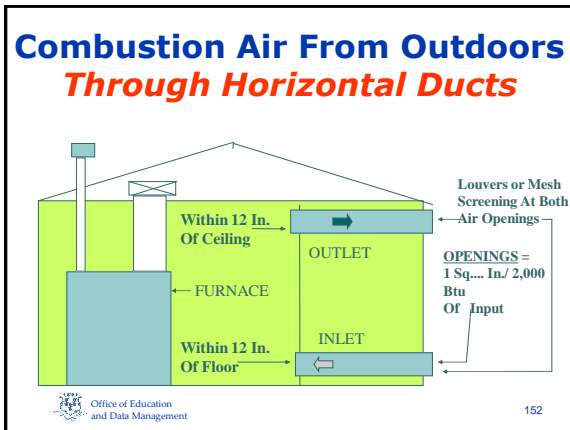 Combustion Air From Outdoors
Through Horizontal Ducts
Within 12 In.
Of Ceiling
OUTLET
FURNACE
Within 12 In.
Of Floor
INLET
Louvers or Mesh
Screening At Both
Air Openings
OPENINGS =
1 Sq.... In./ 2,000
Btu
Of Input
Office of Education
and Data Management
152